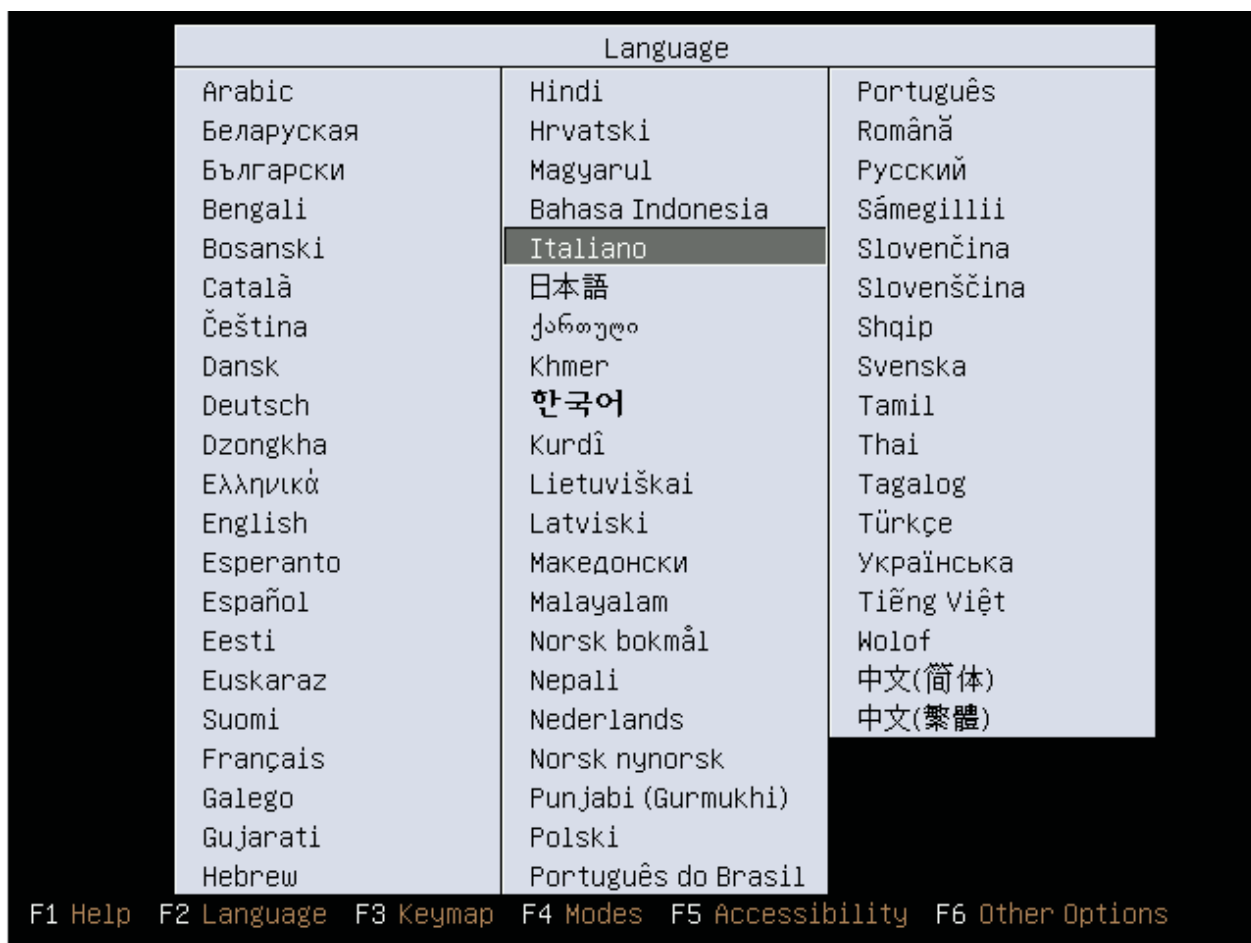 Language
Arabic
Беларуская
Български
Bengali
Bosanski
Català
Čeština
Dansk
Deutsch
Dzongkha
Ελληνικά
English
Esperanto
Español
Eesti
Euskaraz
Suomi
Français
Galego
Gujarati
Hebrew
Hindi
Hrvatski
Magyarul
Bahasa Indonesia
Italiano
日本語
ქართული
Khmer
한국어
Kurdî
Lietuviškai
Latviski
Македонски
Malayalam
Norsk bokmål
Nepali
Nederlands
Norsk nynorsk
Punjabi (Gurmukhi)
Polski
Português do Brasil
Português
Română
Русский
Sámegillii
Slovenčina
Slovenščina
Shqip
Svenska
Tamil
Thai
Tagalog
Türkçe
Українська
Tiếng Việt
Wolof
中文(简体)
中文(繁體)
F1 Help F2 Language F3 Keymap F4 Modes F5 Accessibility F6 Other Options